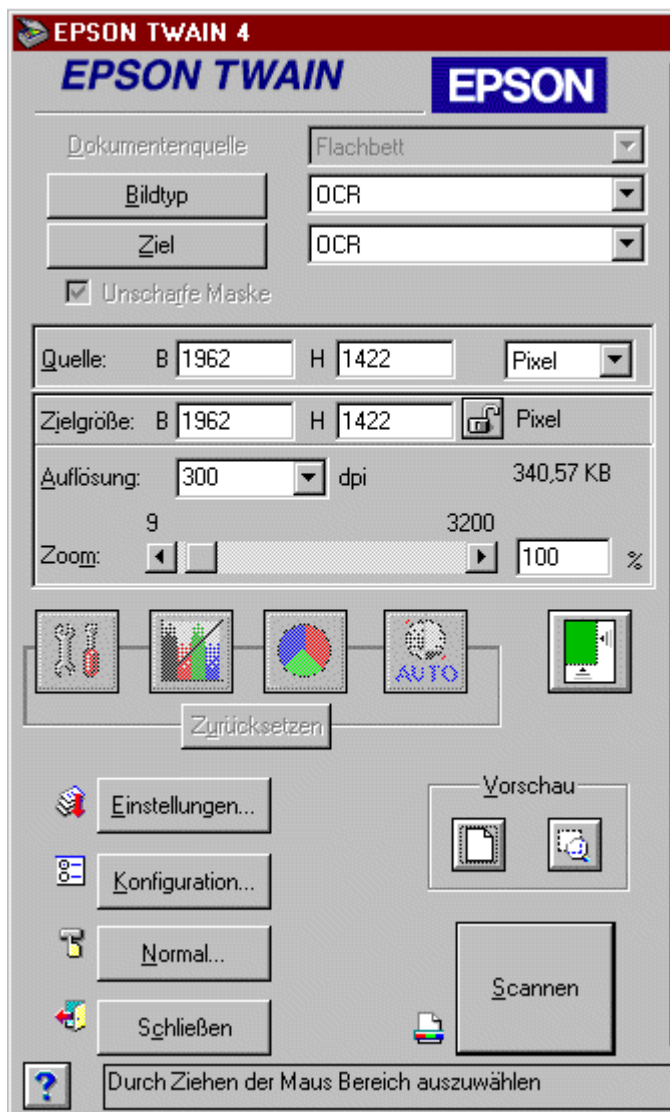 EPSON TWAIN 4
EPSON TWAIN EPSON
Dokumentenquelle Flachbett
Bildtyp OCR
Ziel OCR
Unscharfe Maske
Quelle: B 1962 H 1422 Pixel
Zielgröße: B 1962 H 1422 Pixel
Auflösung: 300 dpi 340,57 KB
9 3200
Zoom: 100 %
AUTO
Zurücksetzen
Einstellungen...
Vorschau
Konfiguration...
Normal...
Scannen
Schließen
? Durch Ziehen der Maus Bereich auszuwählen